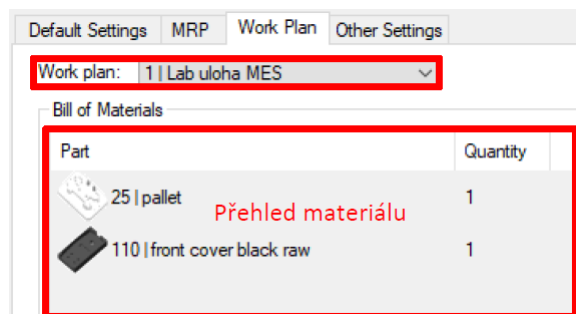 Default Settings MRP Work Plan Other Settings
Work plan: 1 | Lab uloha MES
Bill of Materials
Part Quantity
25 | pallet 1
Přehled materiálu
110 | front cover black raw 1